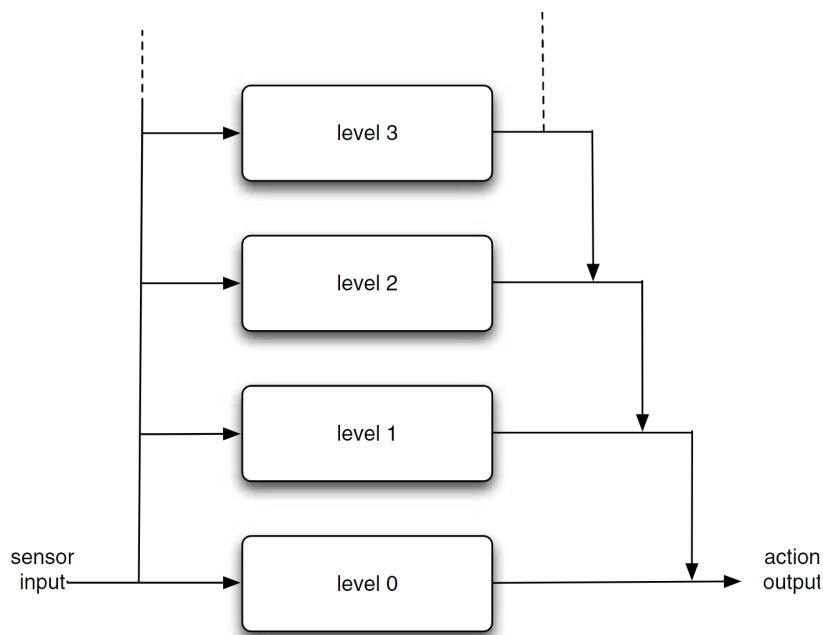 level 3
level 2
level 1
sensor
input
level 0
action
output